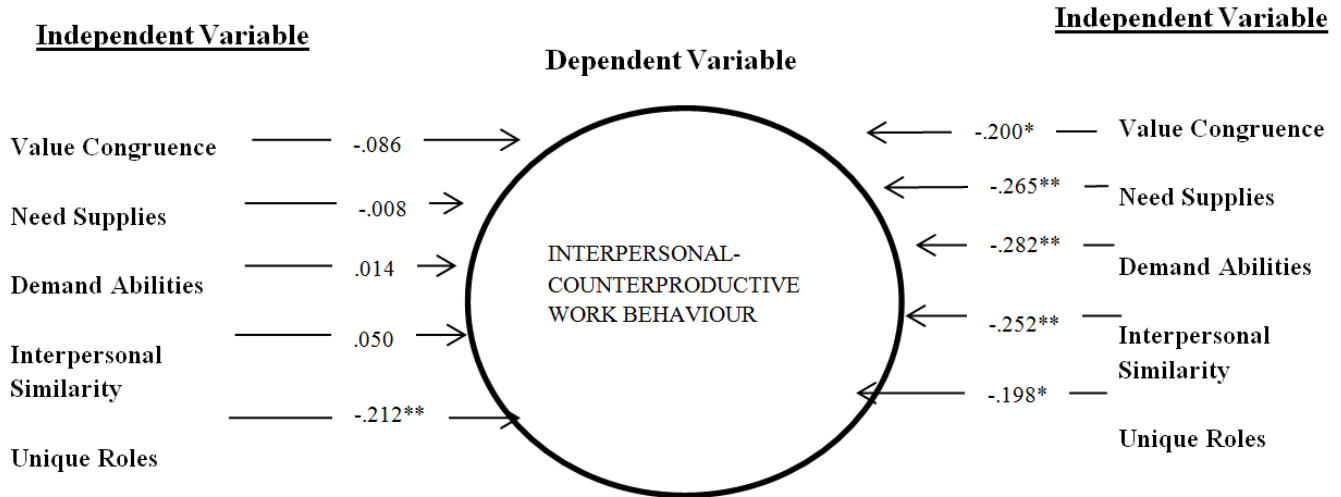 Independent Variable
Independent Variable
Dependent Variable
Value Congruence
-.086
-.200*
Value Congruence
Need Supplies
-.008
-.265**
Need Supplies
Demand Abilities
.014
-.282**
Demand Abilities
Interpersonal
Similarity
.050
-.252**
Interpersonal
Similarity
Unique Roles
-.212**
-.198*
Unique Roles
INTERPERSONAL-
COUNTERPRODUCTIVE
WORK BEHAVIOUR